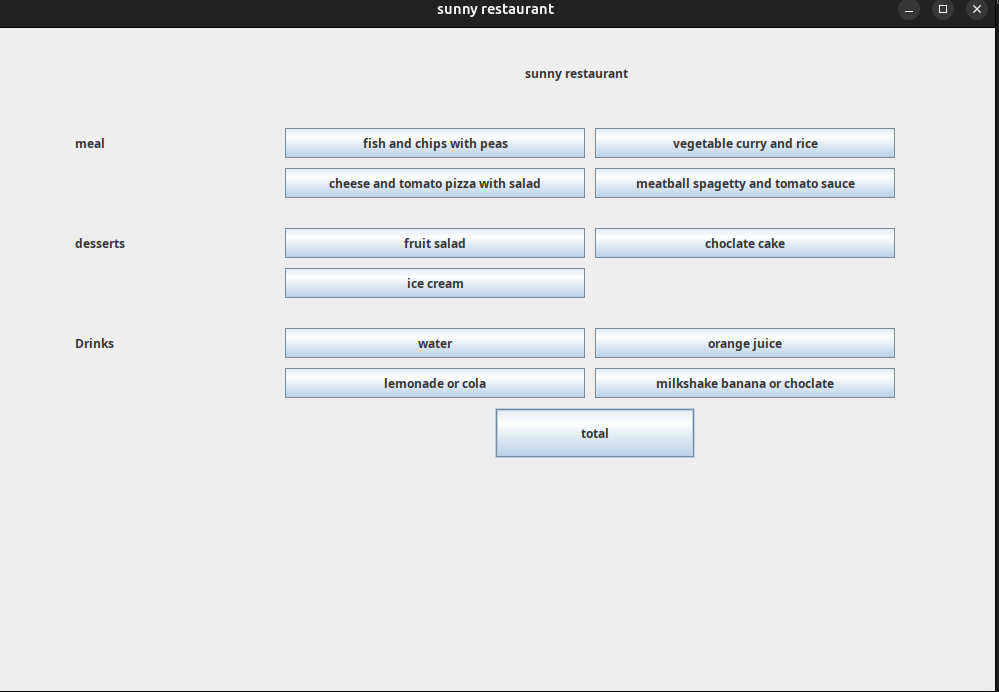 sunny restaurant
sunny restaurant
meal
fish and chips with peas
vegetable curry and rice
cheese and tomato pizza with salad
meatball spagetty and tomato sauce
desserts
fruit salad
choclate cake
ice cream
Drinks
water
orange juice
lemonade or cola
milkshake banana or choclate
total